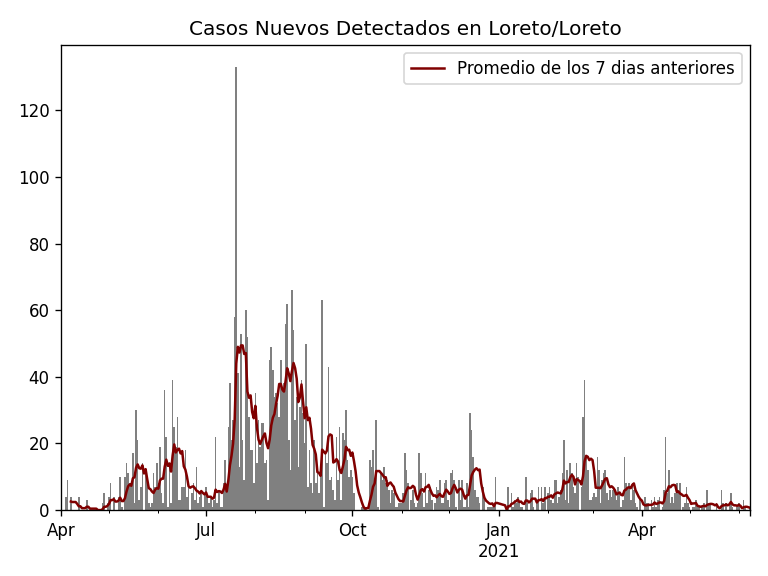 Casos Nuevos Detectados en Loreto/Loreto
Promedio de los 7 dias anteriores
120
100
80
60
40
20
0
Apr
Jul
Oct
Jan
2021
Apr